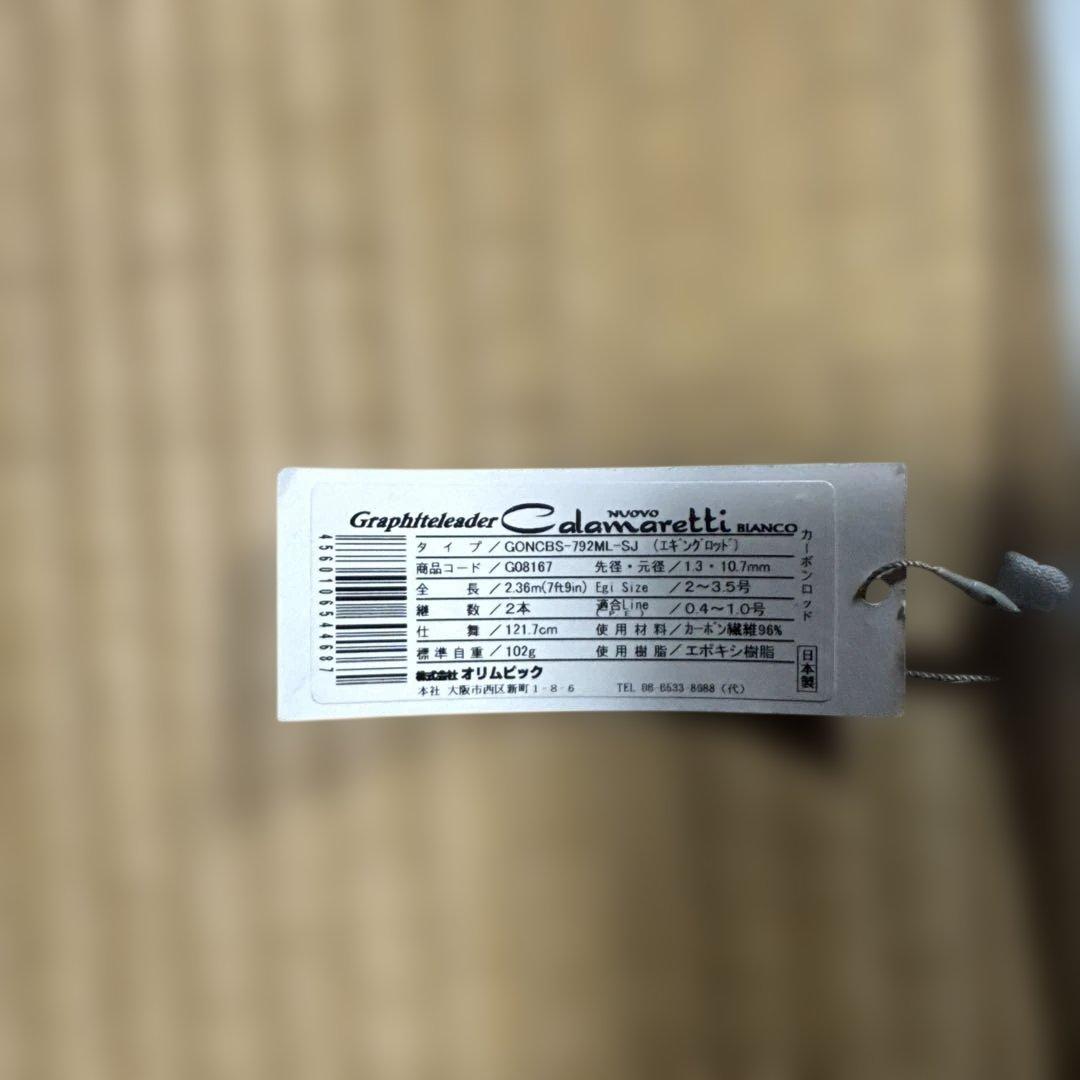 Graphiteleader NUOVO Calamaretti BIANCO
タイプ/GONCBS-792ML-SJ (エギングロッド)
商品コード/G08167 先径・元径/1.3・10.7mm
全長/2.36m(7ft9in) Egi Size/2〜3.5号
継数/2本 適合Line(PE)/0.4〜1.0号
仕舞/121.7cm 使用材料/カーボン繊維96%
標準自重/102g 使用樹脂/エポキシ樹脂
株式会社オリムピック
本社 大阪市西区新町1-8-6 TEL 06-6533-8688(代)
カーボンロッド
日本製
4560106544687